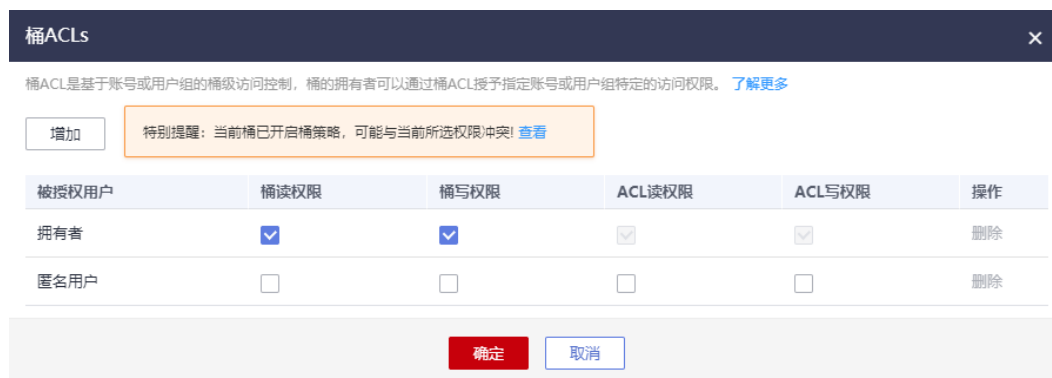 桶ACLs
桶ACL是基于账号或用户组的桶级访问控制，桶的拥有者可以通过桶ACL授予指定账号或用户组特定的访问权限。 了解更多
增加 特别提醒：当前桶已开启桶策略，可能与当前所选权限冲突! 查看
被授权用户 桶读权限 桶写权限 ACL读权限 ACL写权限 操作
拥有者 删除
匿名用户 删除
确定 取消